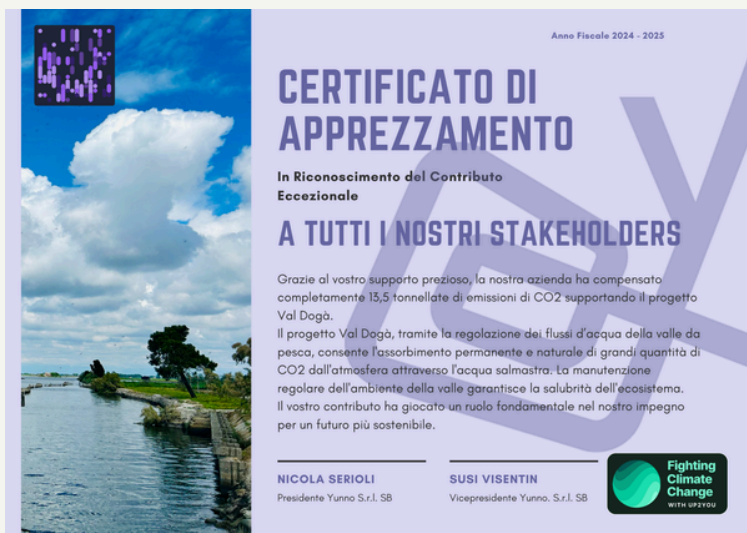 Anno Fiscale 2024 - 2025
CERTIFICATO DI
APPREZZAMENTO
In Riconoscimento del Contributo
Eccezionale
A TUTTI I NOSTRI STAKEHOLDERS
Grazie al vostro supporto prezioso, la nostra azienda ha compensato
completamente 13,5 tonnellate di emissioni di CO2 supportando il progetto
Val Dogà.
Il progetto Val Dogà, tramite la regolazione dei flussi d'acqua della valle da
pesca, consente l'assorbimento permanente e naturale di grandi quantità di
CO2 dall'atmosfera attraverso l'acqua salmastra. La manutenzione
regolare dell'ambiente della valle garantisce la salubrità dell'ecosistema.
Il vostro contributo ha giocato un ruolo fondamentale nel nostro impegno
per un futuro più sostenibile.
NICOLA SERIOLI
Presidente Yunno S.r.l. SB
SUSI VISENTIN
Vicepresidente Yunno. S.r.l. SB
Fighting
Climate
Change
WITH UP2YOU